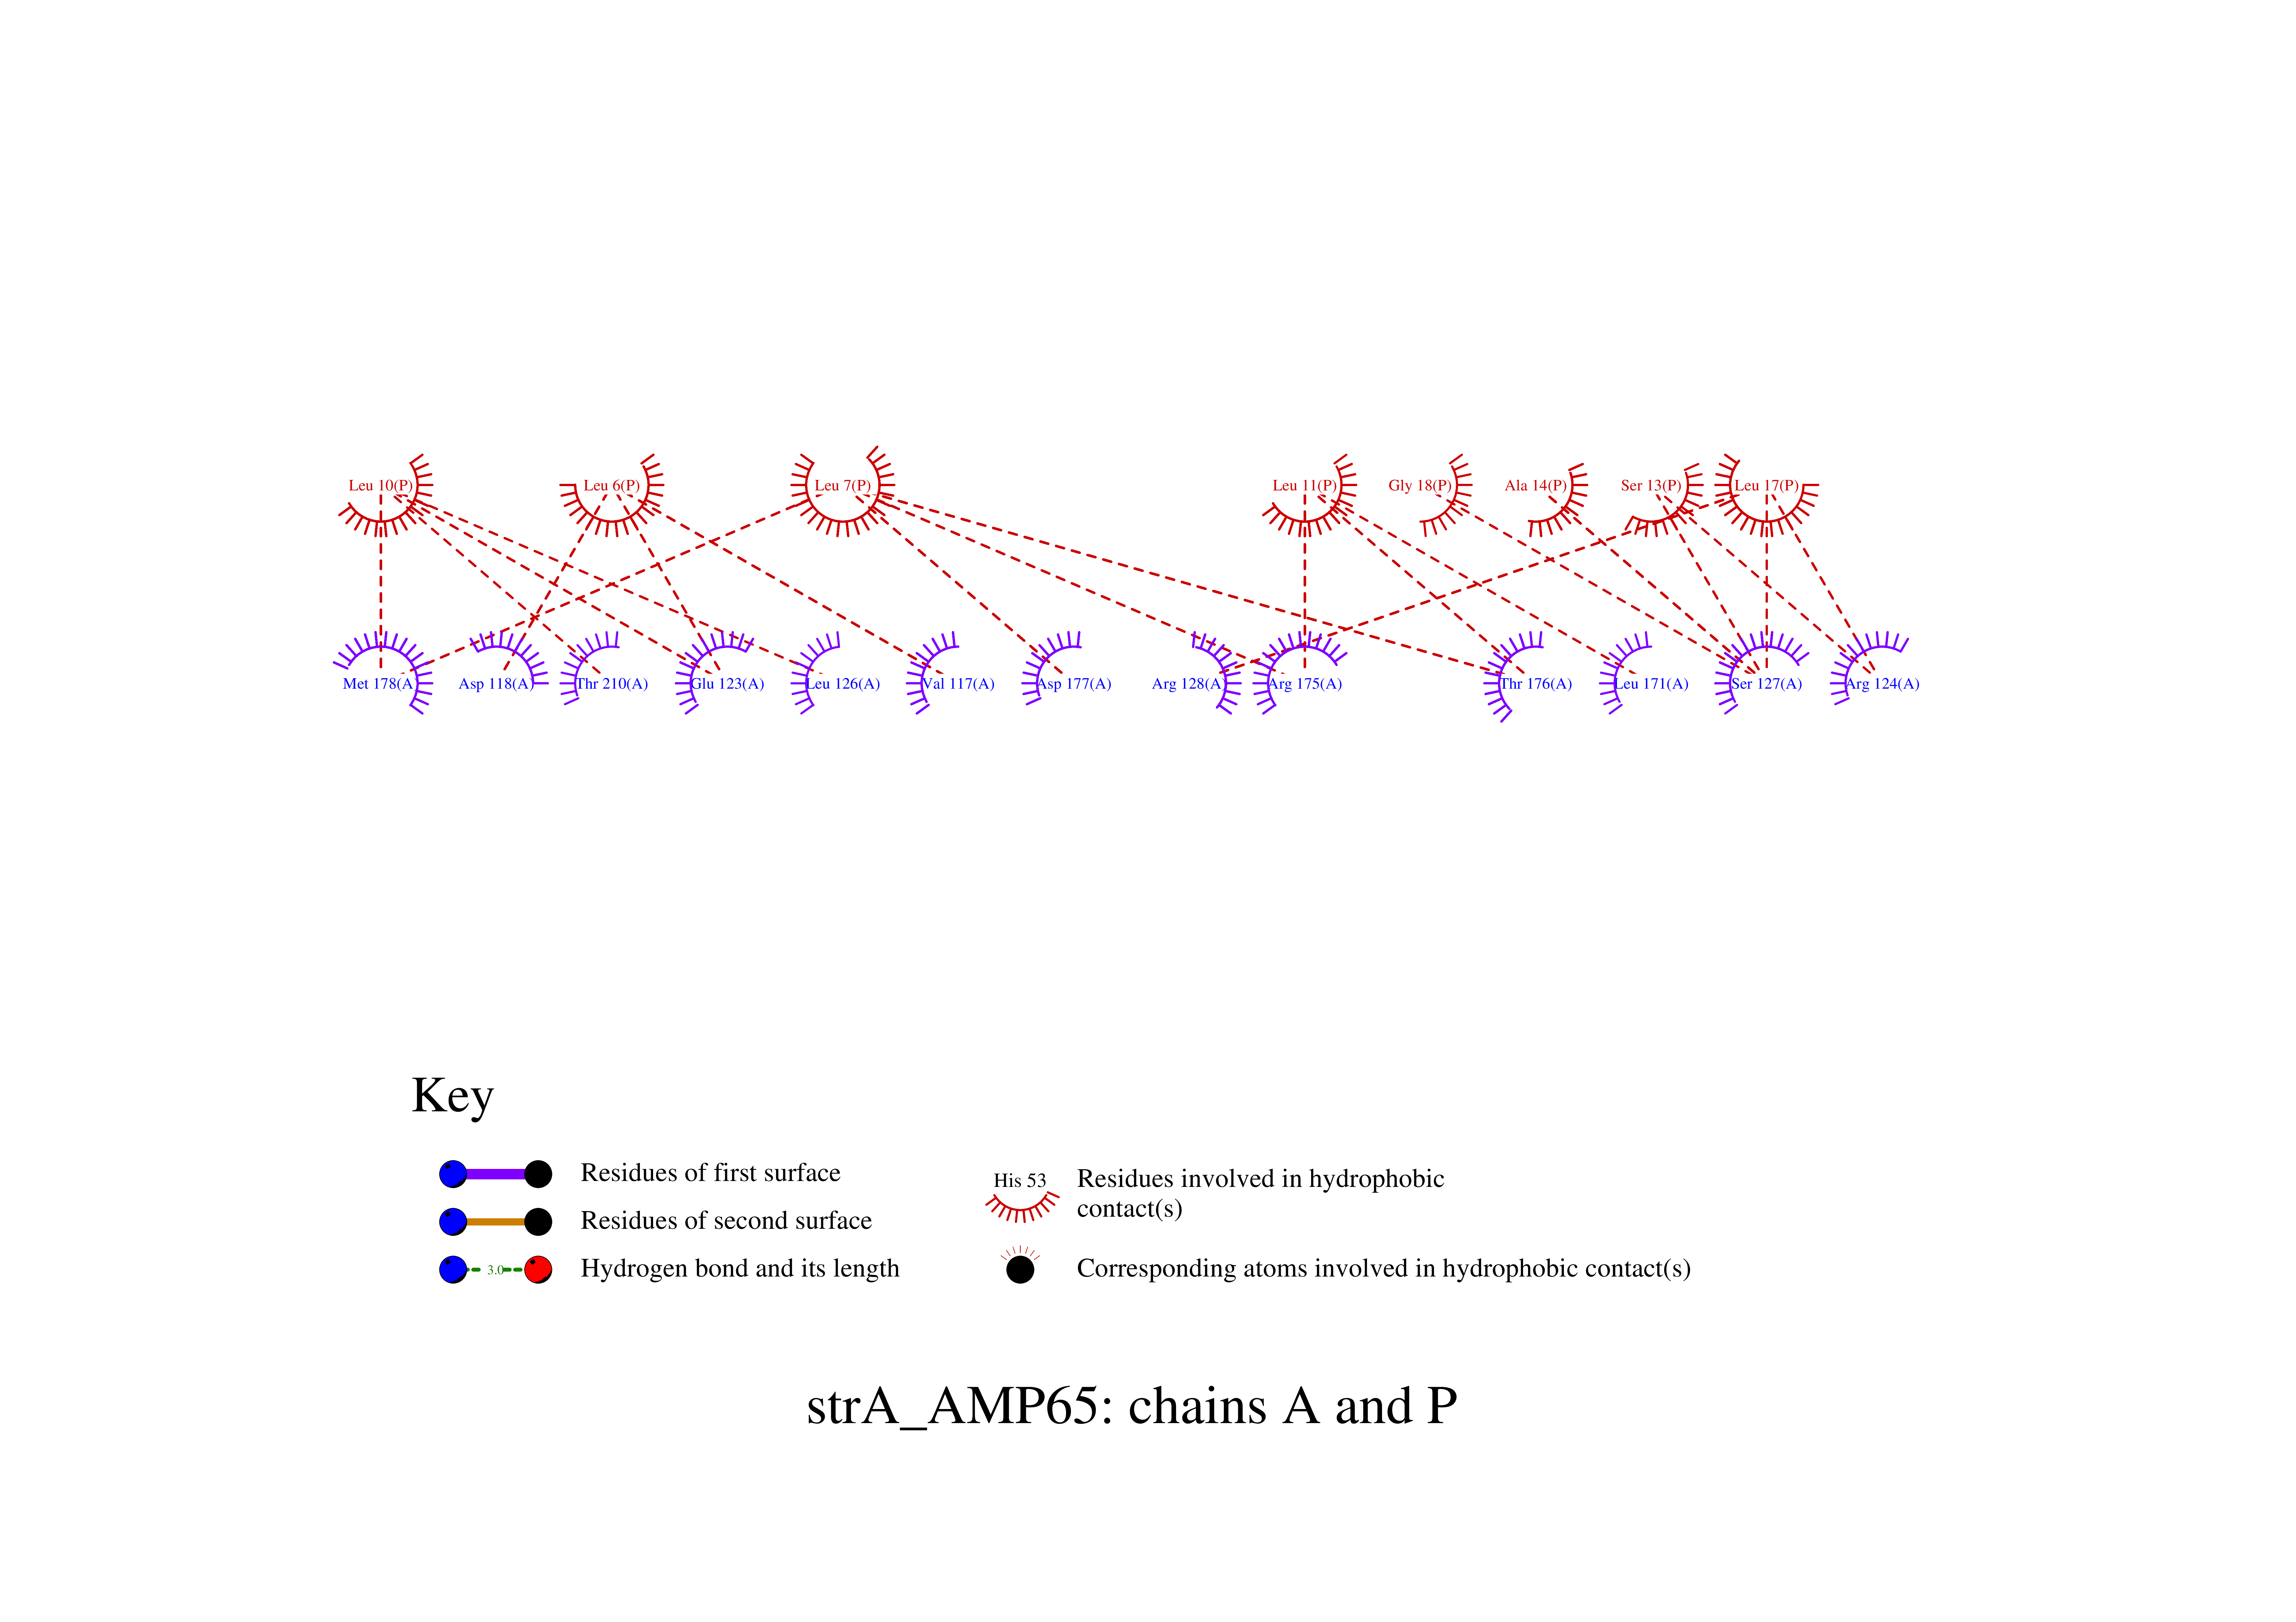 Leu 10(P) Leu 6(P) Leu 7(P) Leu 11(P) Gly 18(P) Ala 14(P) Ser 13(P) Leu 17(P)
Met 178(A) Asp 118(A) Thr 210(A) Glu 123(A) Leu 126(A) Val 117(A) Asp 177(A) Arg 128(A) Arg 175(A) Thr 176(A) Leu 171(A) Ser 127(A) Arg 124(A)
Key
Residues of first surface
Residues of second surface
3.0 Hydrogen bond and its length
His 53 Residues involved in hydrophobic
contact(s)
Corresponding atoms involved in hydrophobic contact(s)
strA_AMP65: chains A and P